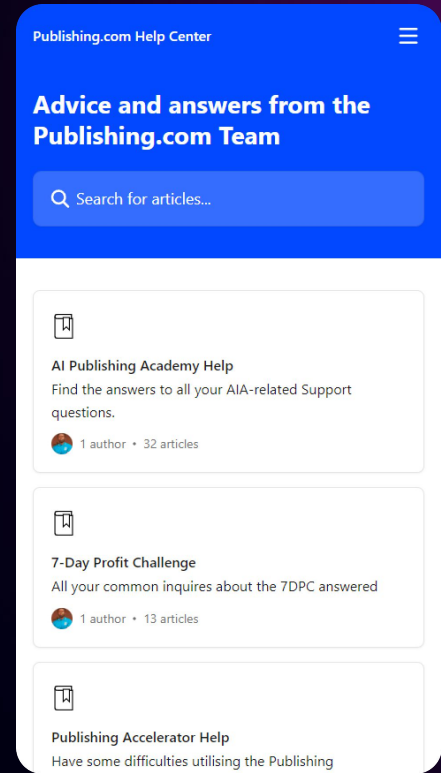 Publishing.com Help Center
Advice and answers from the
Publishing.com Team
Search for articles...
AI Publishing Academy Help
Find the answers to all your AIA-related Support
questions.
1 author • 32 articles
7-Day Profit Challenge
All your common inquires about the 7DPC answered
1 author • 13 articles
Publishing Accelerator Help
Have some difficulties utilising the Publishing